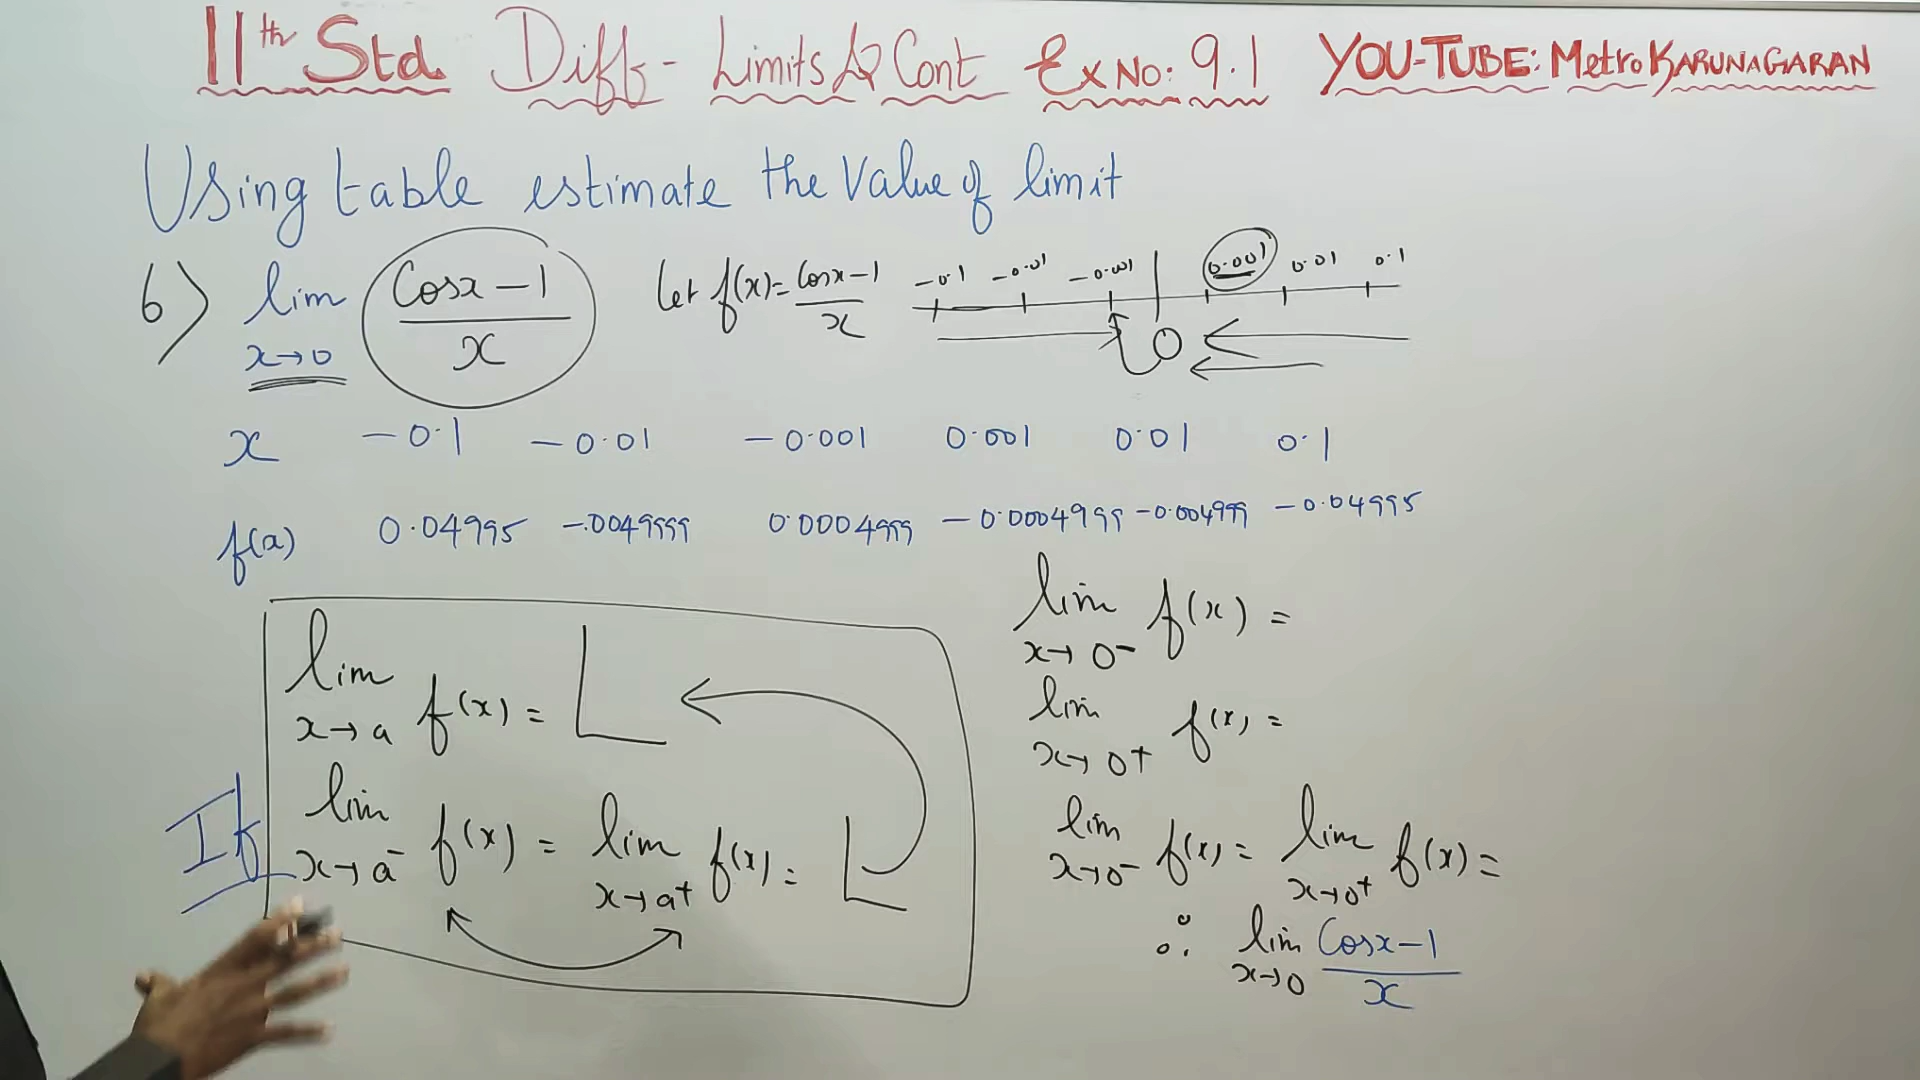 11th Std Diff- Limits & Cont Ex No: 9.1 YOU-TUBE: Metro KARUNAGARAN
Using table estimate the Value of limit
6) lim x→0 Cosx-1/x Let f(x)= Cosx-1/x -0.1 -0.01 -0.001 0.001 0.01 0.1
0
x -0.1 -0.01 -0.001 0.001 0.01 0.1
f(x) 0.04995 -.0049999 0.0004999 -0.0004999 -0.004999 -0.04995
lim x→a f(x) = L
If lim x→a⁻ f(x) = lim x→a⁺ f(x) = L
lim x→0⁻ f(x) =
lim x→0⁺ f(x) =
lim x→0⁻ f(x) = lim x→0⁺ f(x) =
∴ lim x→0 Cosx-1/x